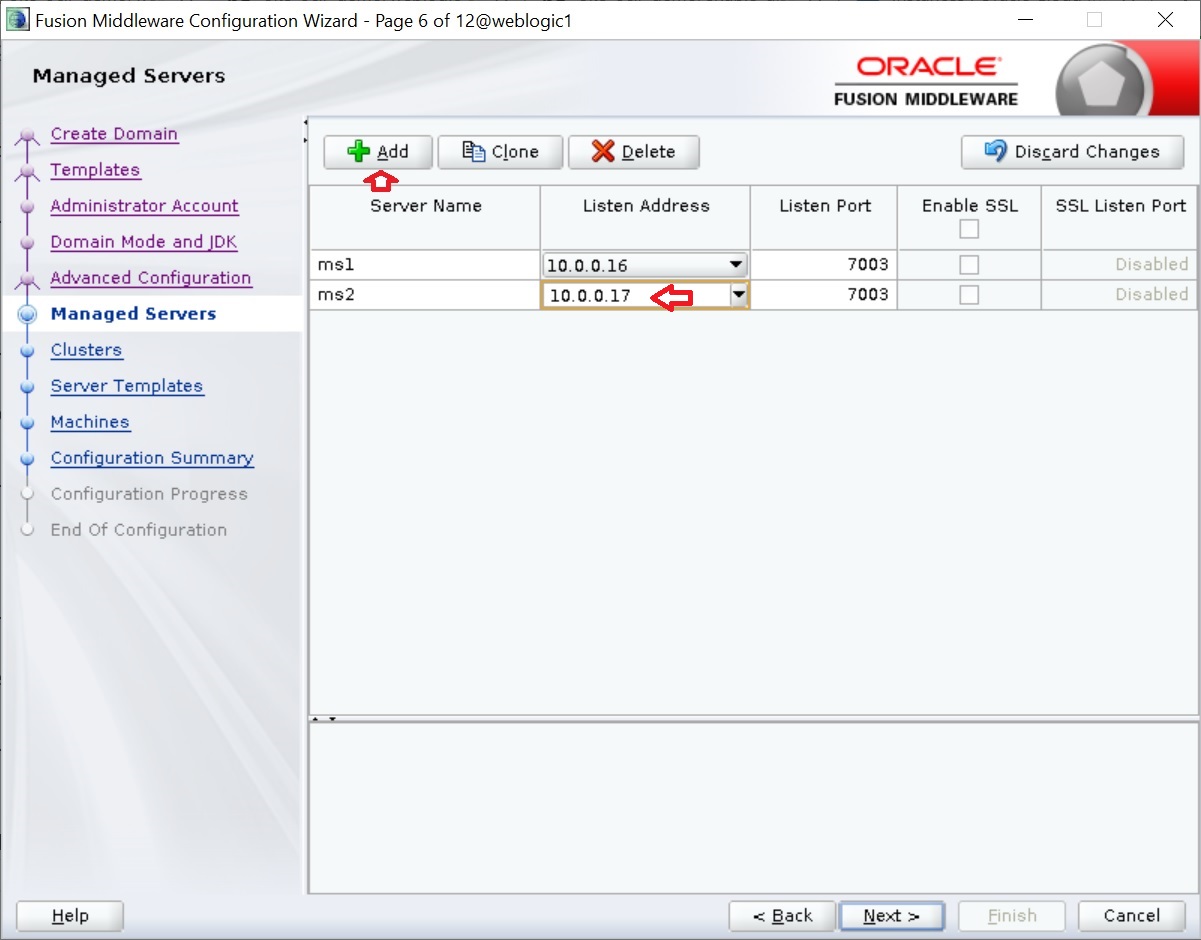 Fusion Middleware Configuration Wizard - Page 6 of 12@weblogic1
Managed Servers
ORACLE
FUSION MIDDLEWARE
Create Domain
Templates
Administrator Account
Domain Mode and JDK
Advanced Configuration
Managed Servers
Clusters
Server Templates
Machines
Configuration Summary
Configuration Progress
End Of Configuration
Add Clone Delete Discard Changes
Server Name Listen Address Listen Port Enable SSL SSL Listen Port
ms1 10.0.0.16 7003 Disabled
ms2 10.0.0.17 7003 Disabled
Help < Back Next > Finish Cancel